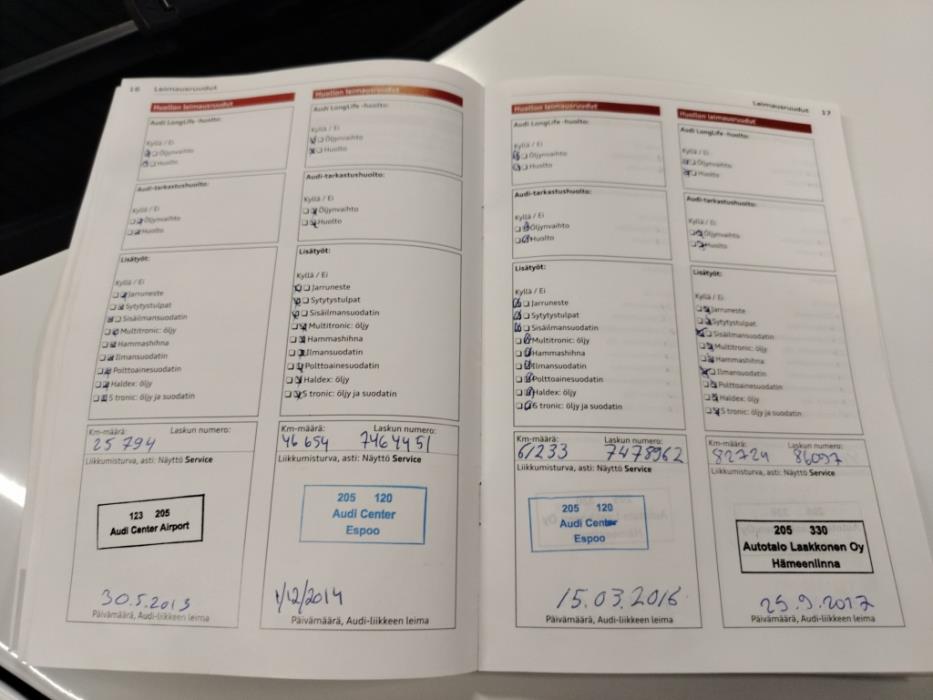 16 Leimausruudut
Huollon leimausruudut
Audi LongLife -huolto:
Kyllä / Ei
Öljynvaihto
Huolto
Audi-tarkastushuolto:
Kyllä / Ei
Öljynvaihto
Huolto
Lisätyöt:
Kyllä / Ei
Jarruneste
Sytytystulpat
Sisäilmansuodatin
Multitronic: öljy
Hammashihna
Ilmansuodatin
Polttoainesuodatin
Haldex: öljy
S tronic: öljy ja suodatin
Km-määrä: Laskun numero:
25 794
Liikkumisturva, asti: Näyttö Service
123 205
Audi Center Airport
30.5.2013
Päivämäärä, Audi-liikkeen leima
Huollon leimausruudut
Audi LongLife -huolto:
Kyllä / Ei
Öljynvaihto
Huolto
Audi-tarkastushuolto:
Kyllä / Ei
Öljynvaihto
Huolto
Lisätyöt:
Kyllä / Ei
Jarruneste
Sytytystulpat
Sisäilmansuodatin
Multitronic: öljy
Hammashihna
Ilmansuodatin
Polttoainesuodatin
Haldex: öljy
S tronic: öljy ja suodatin
Km-määrä: Laskun numero:
46 654 7464451
Liikkumisturva, asti: Näyttö Service
205 120
Audi Center
Espoo
1/12/2014
Päivämäärä, Audi-liikkeen leima
Leimausruudut 17
Huollon leimausruudut
Audi LongLife -huolto:
Kyllä / Ei
Öljynvaihto
Huolto
Audi-tarkastushuolto:
Kyllä / Ei
Öljynvaihto
Huolto
Lisätyöt:
Kyllä / Ei
Jarruneste
Sytytystulpat
Sisäilmansuodatin
Multitronic: öljy
Hammashihna
Ilmansuodatin
Polttoainesuodatin
Haldex: öljy
S tronic: öljy ja suodatin
Km-määrä: Laskun numero:
61233 7478962
Liikkumisturva, asti: Näyttö Service
205 120
Audi Center
Espoo
15.03.2016
Päivämäärä, Audi-liikkeen leima
Huollon leimausruudut
Audi LongLife -huolto:
Kyllä / Ei
Öljynvaihto
Huolto
Audi-tarkastushuolto:
Kyllä / Ei
Öljynvaihto
Huolto
Lisätyöt:
Kyllä / Ei
Jarruneste
Sytytystulpat
Sisäilmansuodatin
Multitronic: öljy
Hammashihna
Ilmansuodatin
Polttoainesuodatin
Haldex: öljy
S tronic: öljy ja suodatin
Km-määrä: Laskun numero:
82724 86097
Liikkumisturva, asti: Näyttö Service
205 330
Autotalo Laakkonen Oy
Hämeenlinna
25.9.2017
Päivämäärä, Audi-liikkeen leima